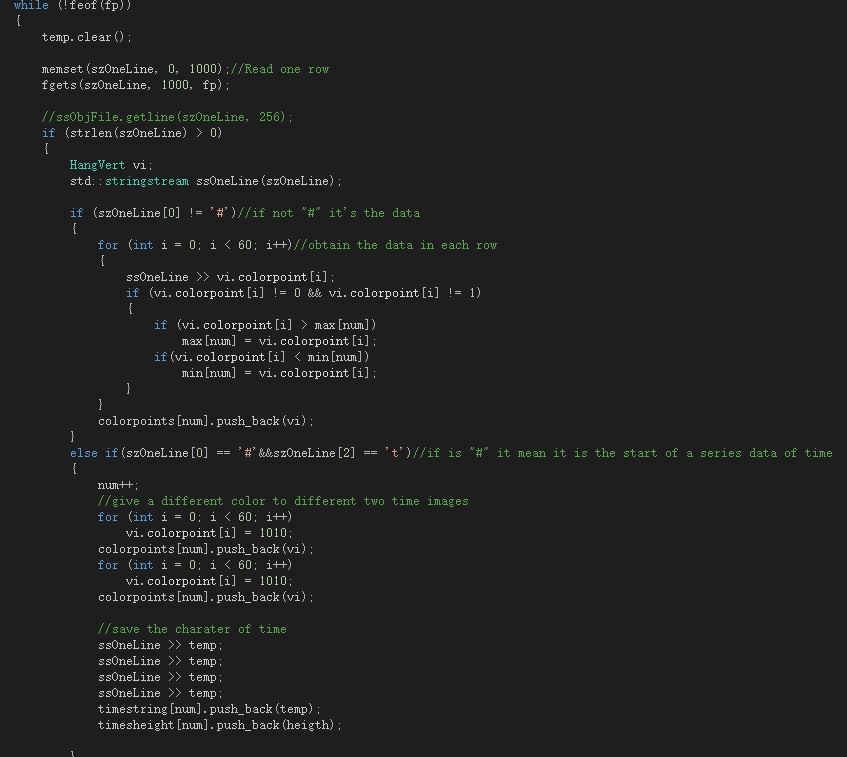 while (!feof(fp))
{
    temp.clear();

    memset(szOneLine, 0, 1000);//Read one row
    fgets(szOneLine, 1000, fp);

    //ssObjFile.getline(szOneLine, 256);
    if (strlen(szOneLine) > 0)
    {
        HangVert vi;
        std::stringstream ssOneLine(szOneLine);

        if (szOneLine[0] != '#')//if not "#" it's the data
        {
            for (int i = 0; i < 60; i++)//obtain the data in each row
            {
                ssOneLine >> vi.colorpoint[i];
                if (vi.colorpoint[i] != 0 && vi.colorpoint[i] != 1)
                {
                    if (vi.colorpoint[i] > max[num])
                        max[num] = vi.colorpoint[i];
                    if(vi.colorpoint[i] < min[num])
                        min[num] = vi.colorpoint[i];
                }
            }
            colorpoints[num].push_back(vi);
        }
        else if(szOneLine[0] == '#'&&szOneLine[2] == 't')//if is "#" it mean it is the start of a series data of time
        {
            num++;
            //give a different color to different two time images
            for (int i = 0; i < 60; i++)
                vi.colorpoint[i] = 1010;
            colorpoints[num].push_back(vi);
            for (int i = 0; i < 60; i++)
                vi.colorpoint[i] = 1010;
            colorpoints[num].push_back(vi);

            //save the charater of time
            ssOneLine >> temp;
            ssOneLine >> temp;
            ssOneLine >> temp;
            ssOneLine >> temp;
            timestring[num].push_back(temp);
            timesheight[num].push_back(heigth);

        }